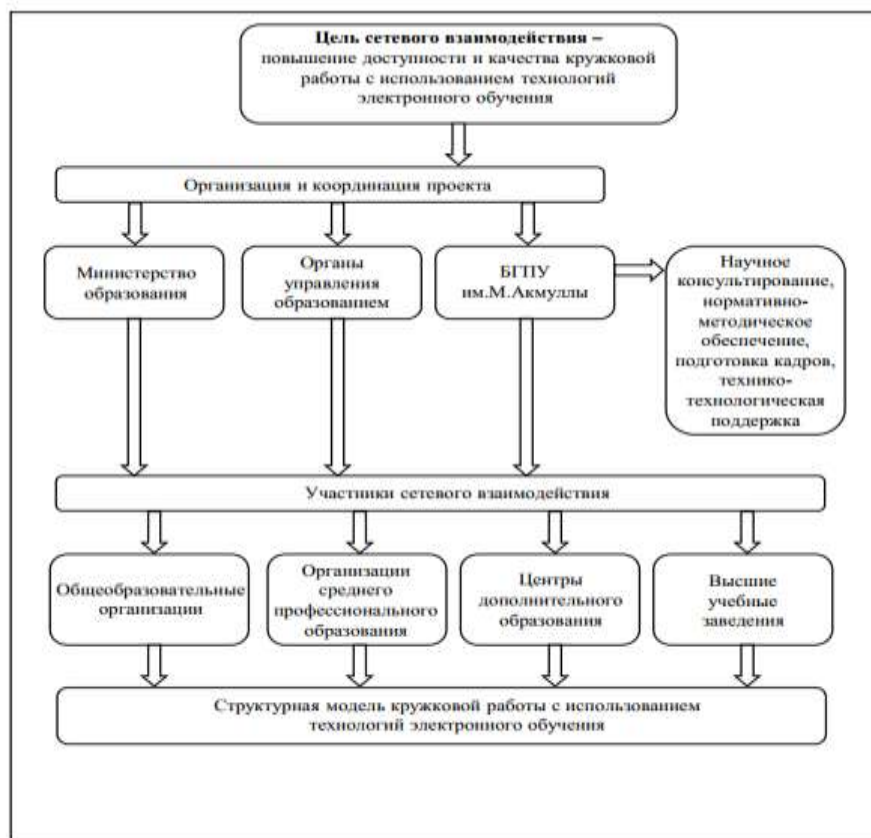 Цель сетевого взаимодействия –
повышение доступности и качества кружковой
работы с использованием технологий
электронного обучения
Организация и координация проекта
Министерство
образования
Органы
управления
образованием
БГПУ
им.М.Акмуллы
Научное
консультирование,
нормативно-
методическое
обеспечение,
подготовка кадров,
технико-
технологическая
поддержка
Участники сетевого взаимодействия
Общеобразовательные
организации
Организации
среднего
профессионального
образования
Центры
дополнительного
образования
Высшие
учебные
заведения
Структурная модель кружковой работы с использованием
технологий электронного обучения